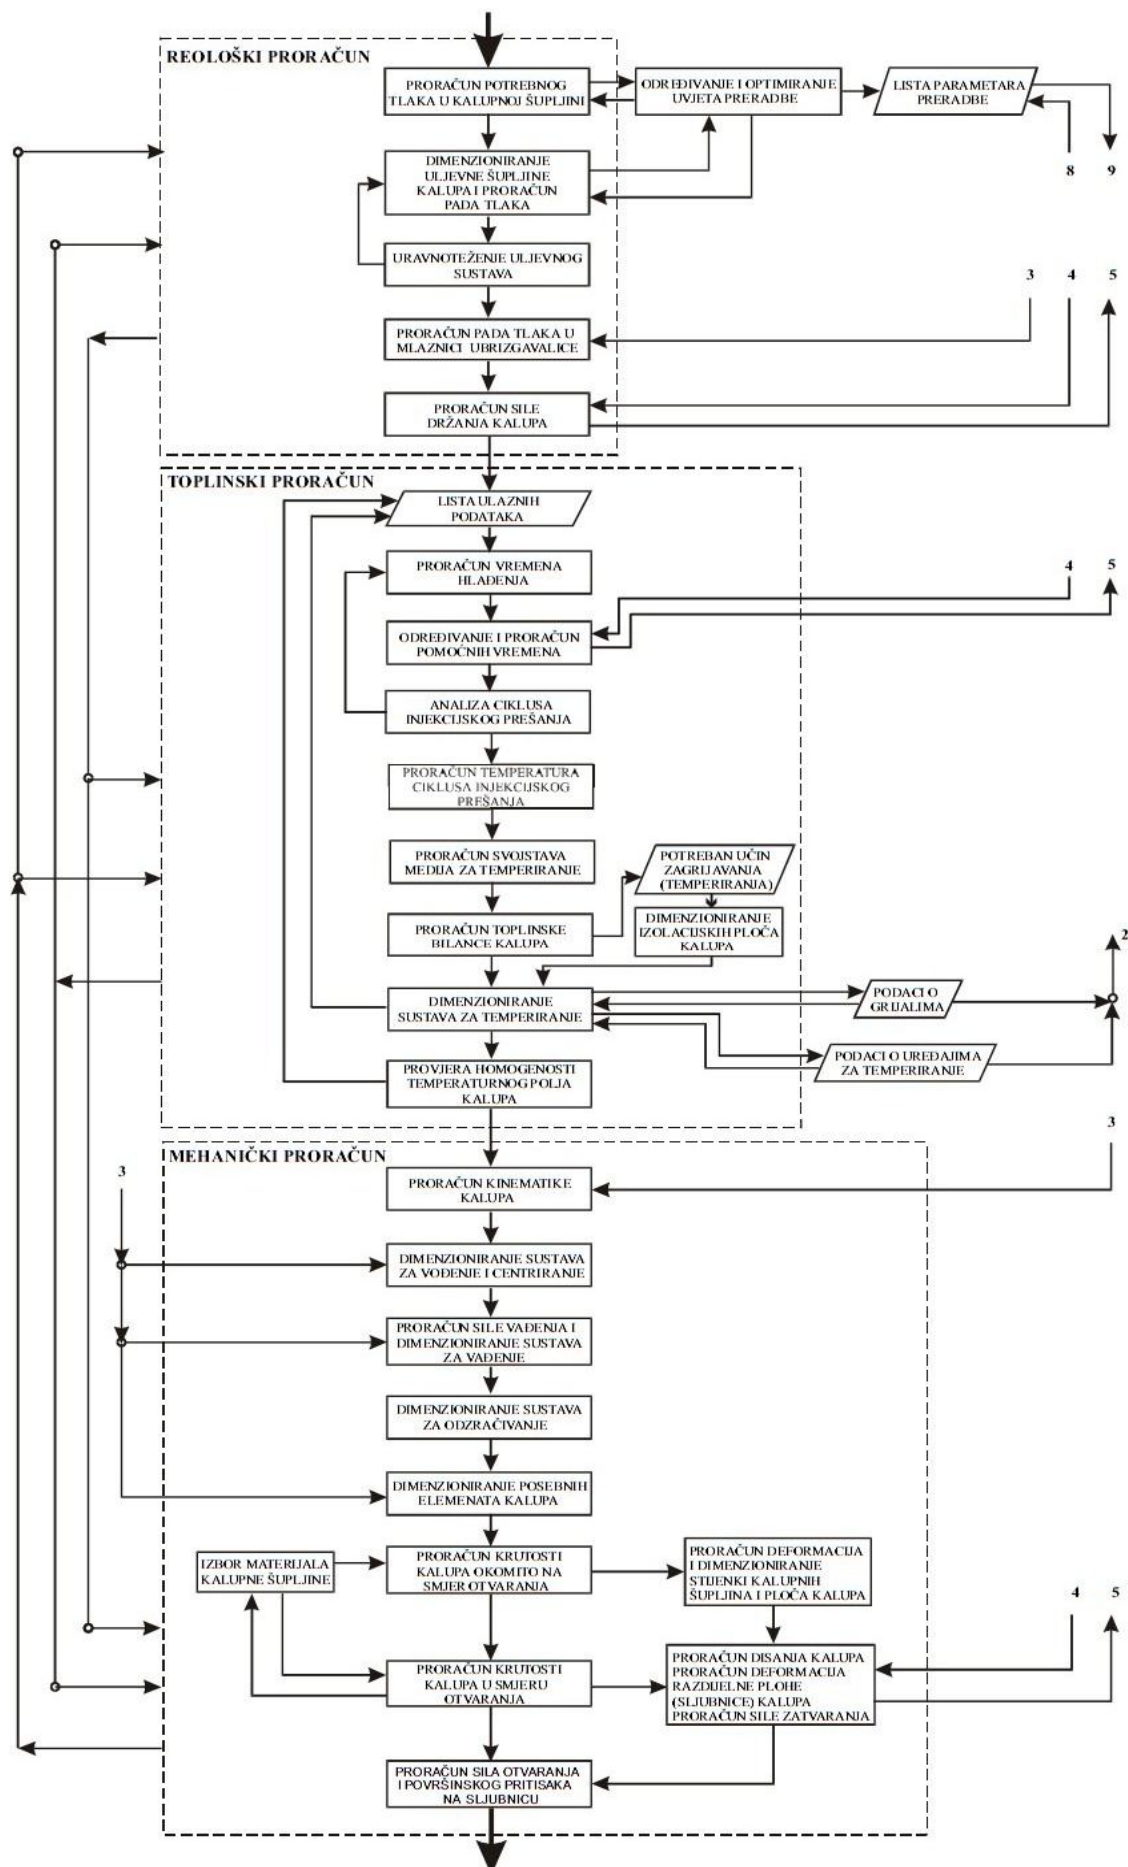 REOLOŠKI PRORAČUN
PRORAČUN POTREBNOG
TLAKA U KALUPNOJ ŠUPLJINI
ODREĐIVANJE I OPTIMIRANJE
UVJETA PRERADBE
LISTA PARAMETARA
PRERADBE
8
9
DIMENZIONIRANJE
ULJEVNE ŠUPLJINE
KALUPA I PRORAČUN
PADA TLAKA
URAVNOTEŽENJE ULJEVNOG
SUSTAVA
3
4
5
PRORAČUN PADA TLAKA U
MLAZNICI UBRIZGAVALICE
PRORAČUN SILE
DRŽANJA KALUPA
TOPLINSKI PRORAČUN
LISTA ULAZNIH
PODATAKA
PRORAČUN VREMENA
HLAĐENJA
4
5
ODREĐIVANJE I PRORAČUN
POMOĆNIH VREMENA
ANALIZA CIKLUSA
INJEKCIJSKOG PREŠANJA
PRORAČUN TEMPERATURA
CIKLUSA INJEKCIJSKOG
PREŠANJA
PRORAČUN SVOJSTAVA
MEDIJA ZA TEMPERIRANJE
POTREBAN UČIN
ZAGRIJAVANJA
(TEMPERIRANJA)
PRORAČUN TOPLINSKE
BILANCE KALUPA
DIMENZIONIRANJE
IZOLACIJSKIH PLOČA
KALUPA
2
DIMENZIONIRANJE
SUSTAVA ZA TEMPERIRANJE
PODACI O
GRIJALIMA
PODACI O UREĐAJIMA
ZA TEMPERIRANJE
PROVJERA HOMOGENOSTI
TEMPERATURNOG POLJA
KALUPA
MEHANIČKI PRORAČUN
3
3
PRORAČUN KINEMATIKE
KALUPA
DIMENZIONIRANJE SUSTAVA
ZA VOĐENJE I CENTRIRANJE
PRORAČUN SILE VAĐENJA I
DIMENZIONIRANJE SUSTAVA
ZA VAĐENJE
DIMENZIONIRANJE SUSTAVA
ZA ODZRAČIVANJE
DIMENZIONIRANJE POSEBNIH
ELEMENATA KALUPA
IZBOR MATERIJALA
KALUPNE ŠUPLJINE
PRORAČUN KRUTOSTI
KALUPA OKOMITO NA
SMJER OTVARANJA
PRORAČUN DEFORMACIJA
I DIMENZIONIRANJE
STIJENKI KALUPNIH
ŠUPLJINA I PLOČA KALUPA
4
5
PRORAČUN KRUTOSTI
KALUPA U SMJERU
OTVARANJA
PRORAČUN DISANJA KALUPA
PRORAČUN DEFORMACIJA
RAZDIJELNE PLOHE
(SLJUBNICE) KALUPA
PRORAČUN SILE ZATVARANJA
PRORAČUN SILA OTVARANJA
I POVRŠINSKOG PRITISAKA
NA SLJUBNICU